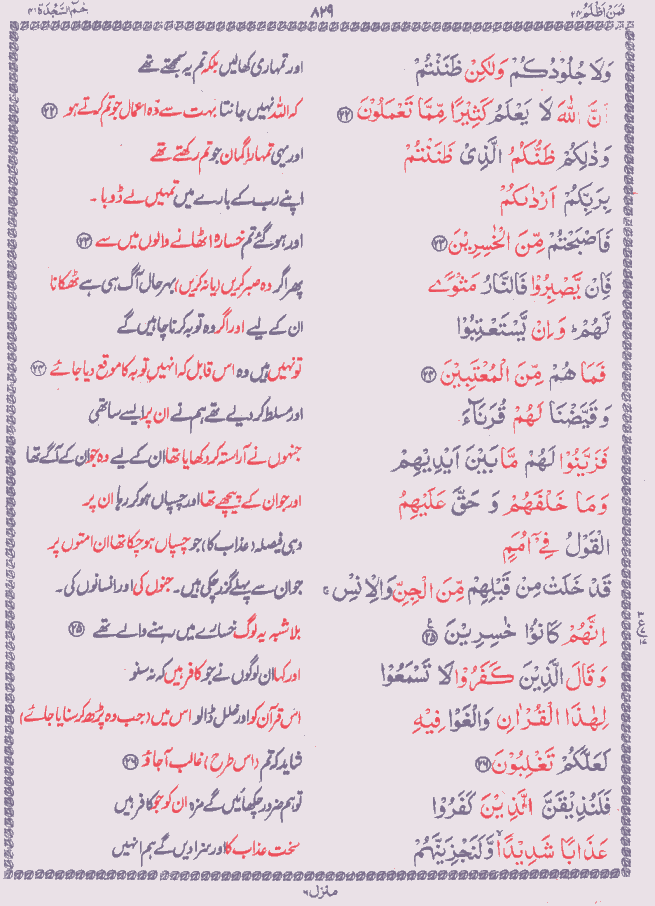 فَمَنْ اَظْلَمُ ۲۴ ۸۲۹ حٰمٓ السَّجْدَة ۴۱
وَلَا جُلُوْدُكُمْ وَلٰكِنْ ظَنَنْتُمْ اور تمہاری کھالیں بلکہ تم یہ سمجھتے تھے
اَنَّ اللّٰهَ لَا يَعْلَمُ كَثِيْرًا مِّمَّا تَعْمَلُوْنَ ۲۲ کہ اللہ نہیں جانتا بہت سے وہ اعمال جو تم کرتے ہو ۲۲
وَذٰلِكُمْ ظَنُّكُمُ الَّذِىْ ظَنَنْتُمْ اور یہی تمہارا گمان جو تم رکھتے تھے
بِرَبِّكُمْ اَرْدٰىكُمْ اپنے رب کے بارے میں تمہیں لے ڈوبا ۔
فَاَصْبَحْتُمْ مِّنَ الْخٰسِرِيْنَ ۲۳ اور ہو گئے تم خسارہ اٹھانے والوں میں سے ۲۳
فَاِنْ يَّصْبِرُوْا فَالنَّارُ مَثْوًى پھر اگر وہ صبر کریں (یا نہ کریں) بہر حال آگ ہی ہے ٹھکانا
لَّهُمْ ۚ وَاِنْ يَّسْتَعْتِبُوْا ان کے لیے اور اگر وہ توبہ کرنا چاہیں گے
فَمَا هُمْ مِّنَ الْمُعْتَبِيْنَ ۲۴ تو نہیں ہیں وہ اس قابل کہ انہیں توبہ کا موقع دیا جائے ۲۴
وَقَيَّضْنَا لَهُمْ قُرَنَآءَ اور مسلط کر دیے تھے ہم نے ان پر ایسے ساتھی
فَزَيَّنُوْا لَهُمْ مَّا بَيْنَ اَيْدِيْهِمْ جنہوں نے آراستہ کر دکھایا تھا ان کے لیے وہ جو ان کے آگے تھا
وَمَا خَلْفَهُمْ وَ حَقَّ عَلَيْهِمُ اور جو ان کے پیچھے تھا اور چسپاں ہو کر رہا ان پر
الْقَوْلُ فِىْٓ اُمَمٍ وہی فیصلہ (عذاب کا) جو چسپاں ہو چکا تھا ان امتوں پر
قَدْ خَلَتْ مِنْ قَبْلِهِمْ مِّنَ الْجِنِّ وَالْاِنْسِ ۚ جو ان سے پہلے گزر چکی ہیں۔ جنوں کی اور انسانوں کی۔
اِنَّهُمْ كَانُوْا خٰسِرِيْنَ ۲۵ بلاشبہ یہ لوگ خسارے میں رہنے والے تھے ۲۵
وَقَالَ الَّذِيْنَ كَفَرُوْا لَا تَسْمَعُوْا اور کہا ان لوگوں نے جو کافر ہیں کہ نہ سنو
لِهٰذَا الْقُرْاٰنِ وَالْغَوْا فِيْهِ اس قرآن کو اور خلل ڈالو اس میں (جب وہ پڑھ کر سنایا جائے)
لَعَلَّكُمْ تَغْلِبُوْنَ ۲۶ شاید کہ تم (اس طرح) غالب آجاؤ ۲۶
فَلَنُذِيْقَنَّ الَّذِيْنَ كَفَرُوْا تو ہم ضرور چکھائیں گے مزہ ان کو جو کافر ہیں
عَذَابًا شَدِيْدًا ۙ وَّلَنَجْزِيَنَّهُمْ سخت عذاب کا اور سزا دیں گے ہم انہیں
منزل ۶